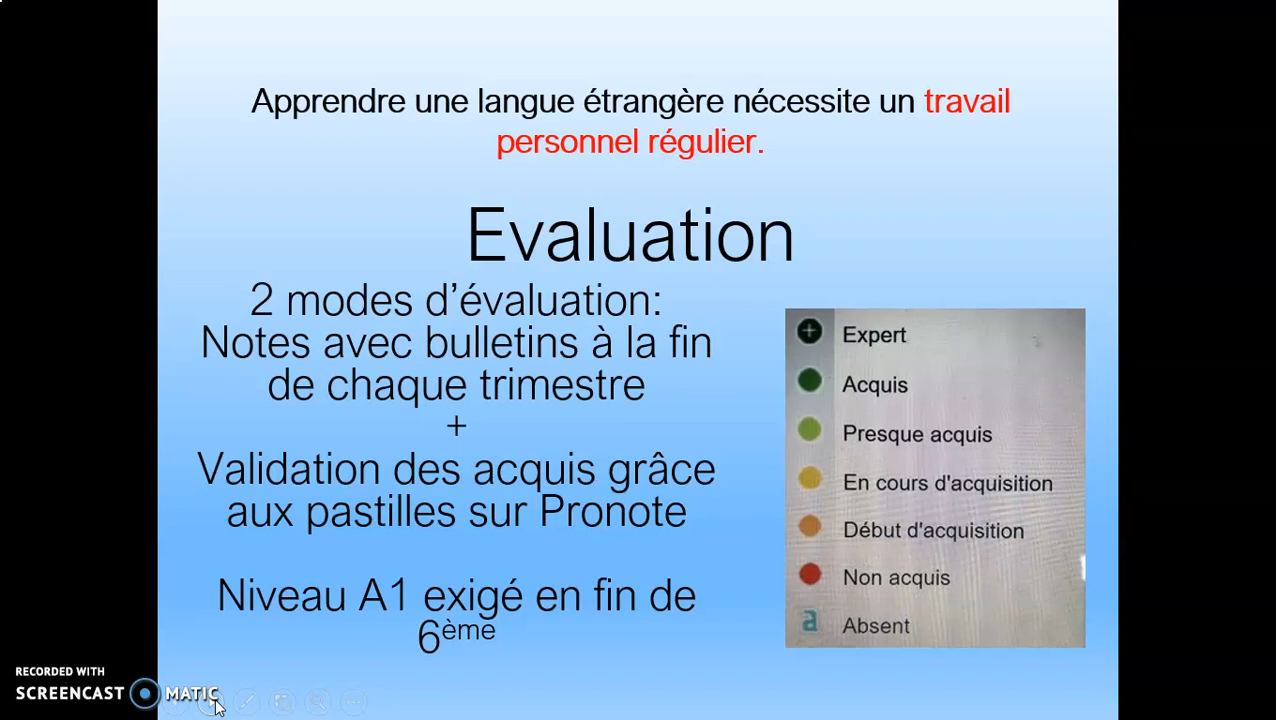 Apprendre une langue étrangère nécessite un travail
personnel régulier.
Evaluation
2 modes d’évaluation:
Notes avec bulletins à la fin
de chaque trimestre
+
Validation des acquis grâce
aux pastilles sur Pronote
Niveau A1 exigé en fin de
6ème
Expert
Acquis
Presque acquis
En cours d'acquisition
Début d'acquisition
Non acquis
a Absent
RECORDED WITH
SCREENCAST MATIC